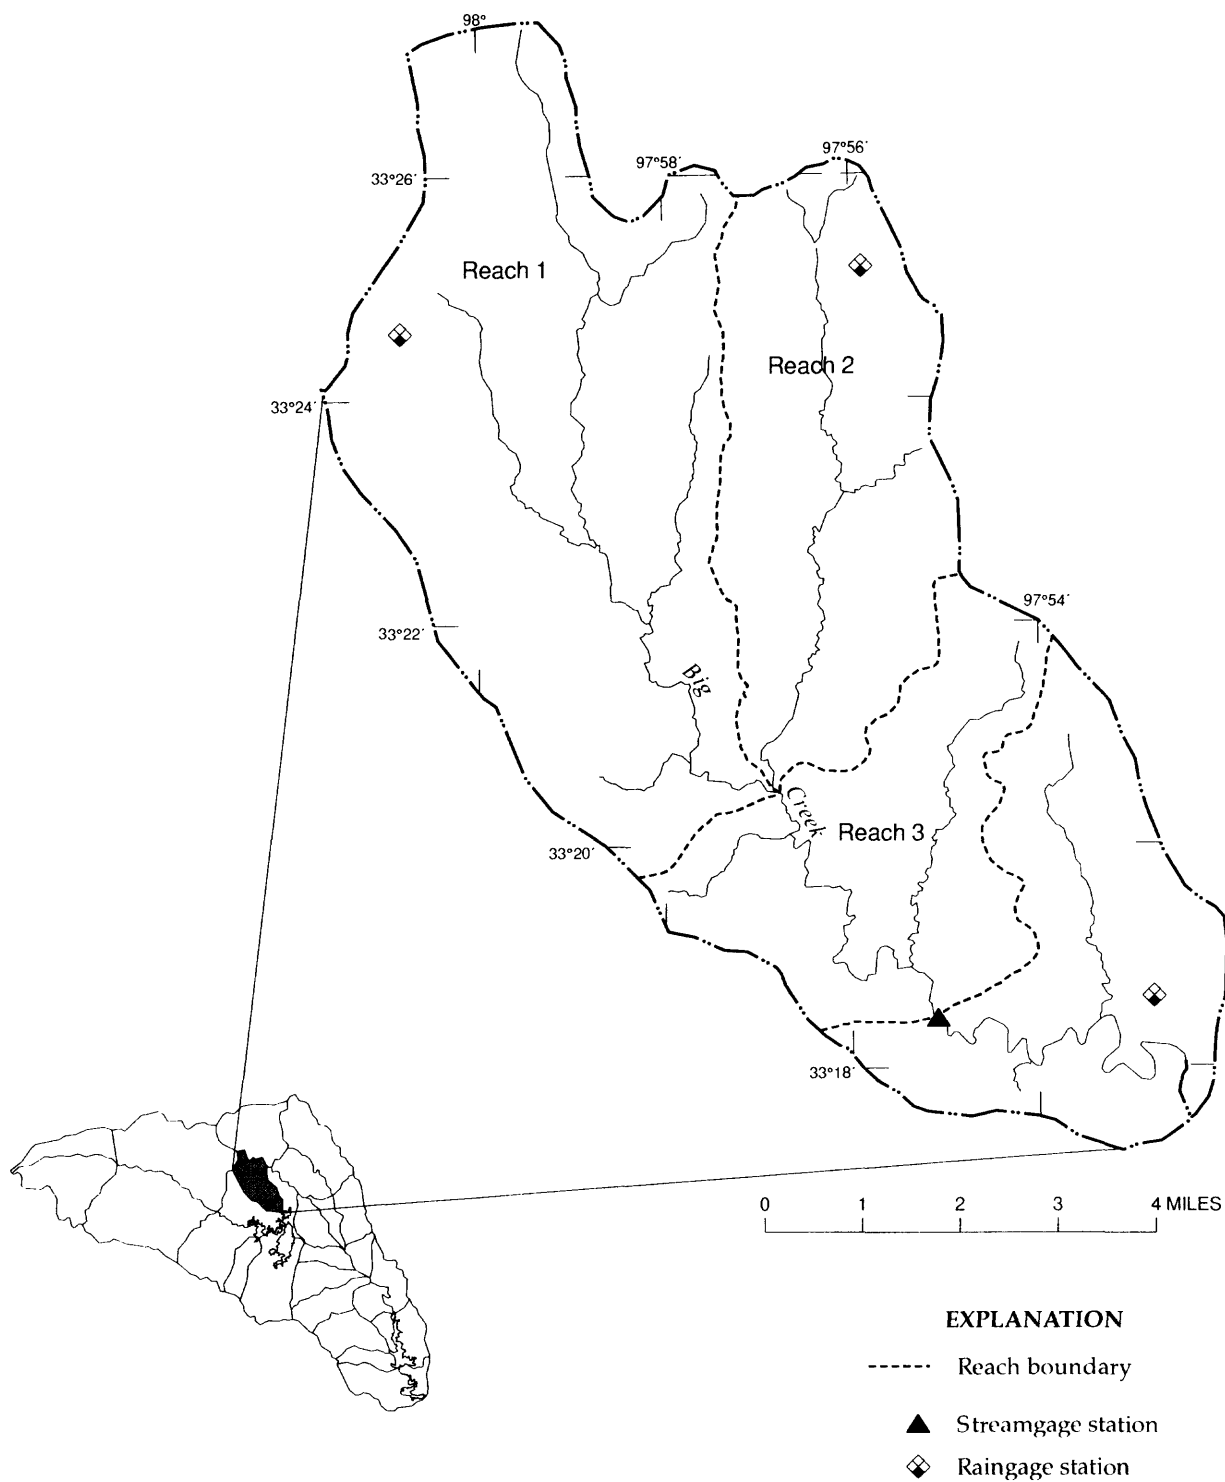 98°
97°56´
97°58´
33°26´
Reach 1
Reach 2
33°24´
97°54´
33°22´
Big
Creek
Reach 3
33°20´
33°18´
0 1 2 3 4 MILES
EXPLANATION
Reach boundary
Streamgage station
Raingage station